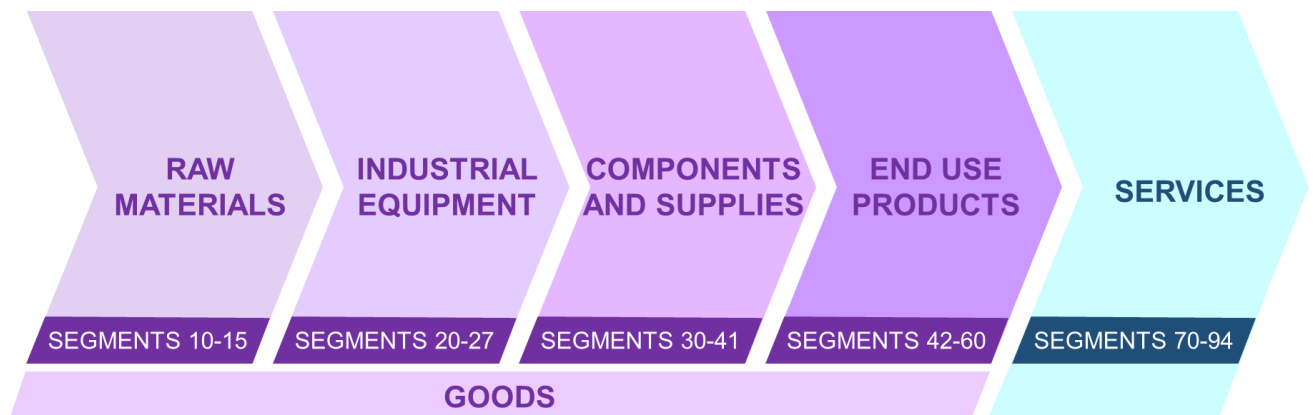 RAW
MATERIALS
INDUSTRIAL
EQUIPMENT
COMPONENTS
AND SUPPLIES
END USE
PRODUCTS
SERVICES
SEGMENTS 10-15
SEGMENTS 20-27
SEGMENTS 30-41
SEGMENTS 42-60
SEGMENTS 70-94
GOODS